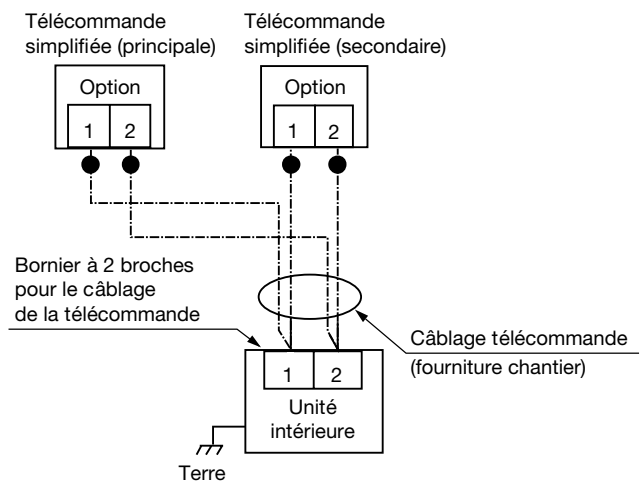 Télécommande
simplifiée (principale)
Télécommande
simplifiée (secondaire)
Option
1 2
Option
1 2
Bornier à 2 broches
pour le câblage
de la télécommande
Câblage télécommande
(fourniture chantier)
1 2
Unité
intérieure
Terre